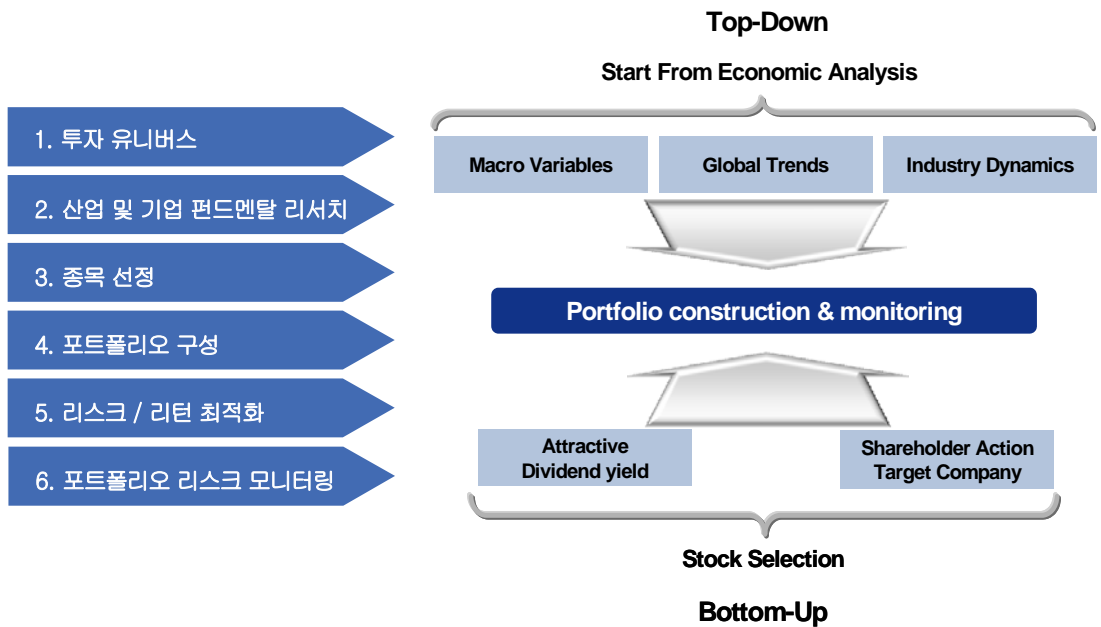 Top-Down
Start From Economic Analysis
1. 투자 유니버스
2. 산업 및 기업 펀드멘탈 리서치
3. 종목 선정
4. 포트폴리오 구성
5. 리스크 / 리턴 최적화
6. 포트폴리오 리스크 모니터링
Macro Variables
Global Trends
Industry Dynamics
Portfolio construction & monitoring
Attractive
Dividend yield
Shareholder Action
Target Company
Stock Selection
Bottom-Up